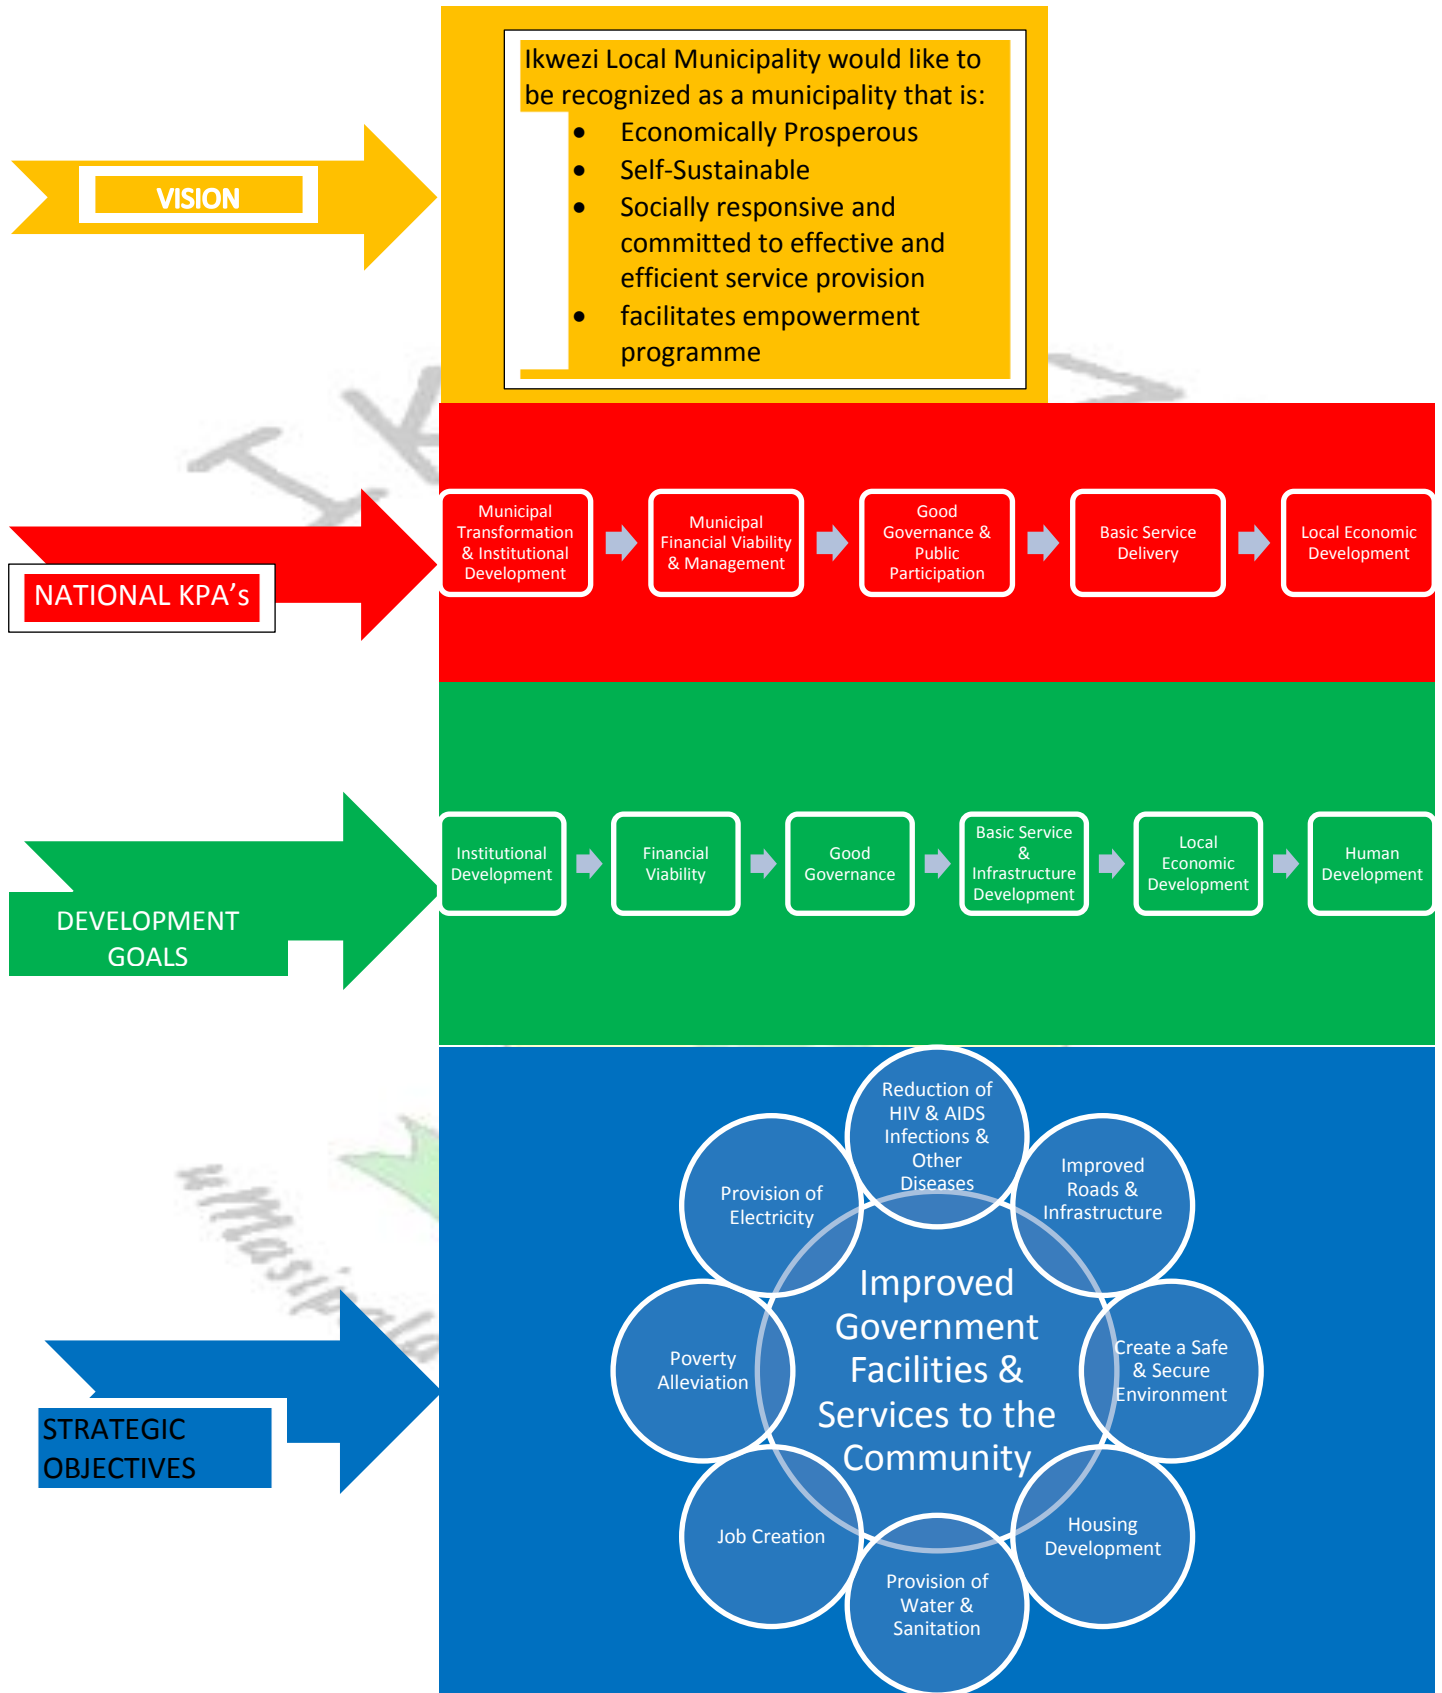 Ikwezi Local Municipality would like to
be recognized as a municipality that is:
• Economically Prosperous
• Self-Sustainable
• Socially responsive and
committed to effective and
efficient service provision
• facilitates empowerment
programme
VISION
NATIONAL KPA's
Municipal
Transformation
& Institutional
Development
Municipal
Financial Viability
& Management
Good
Governance &
Public
Participation
Basic Service
Delivery
Local Economic
Development
DEVELOPMENT
GOALS
Institutional
Development
Financial
Viability
Good
Governance
Basic Service
&
Infrastructure
Development
Local
Economic
Development
Human
Development
STRATEGIC
OBJECTIVES
Reduction of
HIV & AIDS
Infections &
Other
Diseases
Improved
Roads &
Infrastructure
Create a Safe
& Secure
Environment
Housing
Development
Provision of
Water &
Sanitation
Job Creation
Poverty
Alleviation
Provision of
Electricity
Improved
Government
Facilities &
Services to the
Community
uMasipala